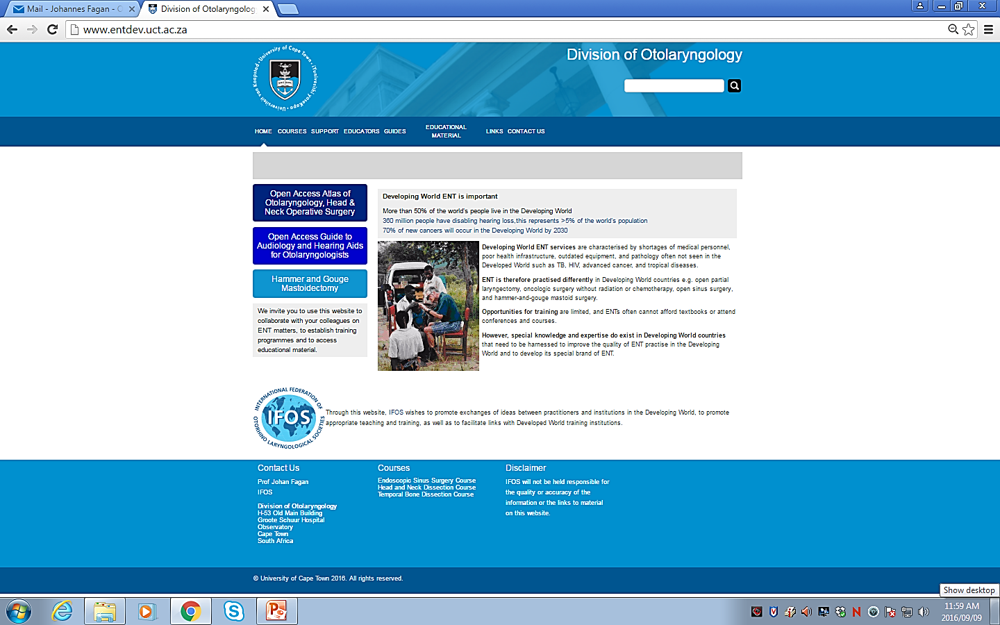 Mail - Johannes Fagan - O
Division of Otolaryngolog
www.entdev.uct.ac.za
University of Cape Town · iYunivesithi yaseKapa · Universiteit van Kaapstad
Division of Otolaryngology
HOME COURSES SUPPORT EDUCATORS GUIDES EDUCATIONAL MATERIAL LINKS CONTACT US
Open Access Atlas of
Otolaryngology, Head &
Neck Operative Surgery
Open Access Guide to
Audiology and Hearing Aids
for Otolaryngologists
Hammer and Gouge
Mastoidectomy
We invite you to use this website to
collaborate with your colleagues on
ENT matters, to establish training
programmes and to access
educational material.
Developing World ENT is important
More than 50% of the world's people live in the Developing World
360 million people have disabling hearing loss,this represents >5% of the world's population
70% of new cancers will occur in the Developing World by 2030
Developing World ENT services are characterised by shortages of medical personnel,
poor health infrastructure, outdated equipment, and pathology often not seen in the
Developed World such as TB, HIV, advanced cancer, and tropical diseases.
ENT is therefore practised differently in Developing World countries e.g. open partial
laryngectomy, oncologic surgery without radiation or chemotherapy, open sinus surgery,
and hammer-and-gouge mastoid surgery.
Opportunities for training are limited, and ENTs often cannot afford textbooks or attend
conferences and courses.
However, special knowledge and expertise do exist in Developing World countries
that need to be harnessed to improve the quality of ENT practise in the Developing
World and to develop its special brand of ENT.
INTERNATIONAL FEDERATION OF
IFOS
OTORHINO LARYNGOLOGICAL SOCIETIES
Through this website, IFOS wishes to promote exchanges of ideas between practitioners and institutions in the Developing World, to promote
appropriate teaching and training, as well as to facilitate links with Developed World training institutions.
Contact Us
Prof Johan Fagan
IFOS
Division of Otolaryngology
H-53 Old Main Building
Groote Schuur Hospital
Observatory
Cape Town
South Africa
Courses
Endoscopic Sinus Surgery Course
Head and Neck Dissection Course
Temporal Bone Dissection Course
Disclaimer
IFOS will not be held responsible for
the quality or accuracy of the
information or the links to material
on this website.
© University of Cape Town 2016. All rights reserved.
Show desktop
11:59 AM
2016/09/09